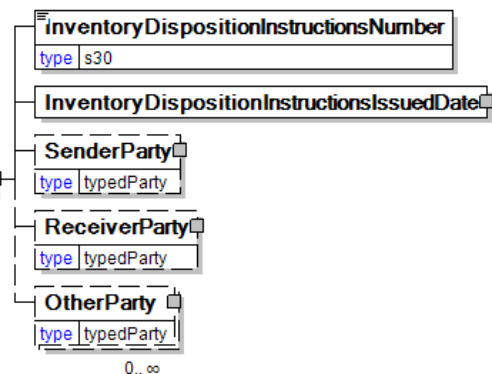 InventoryDispositionInstructionsNumber
type s30
InventoryDispositionInstructionsIssuedDate
SenderParty
type typedParty
ReceiverParty
type typedParty
OtherParty
type typedParty
0..∞